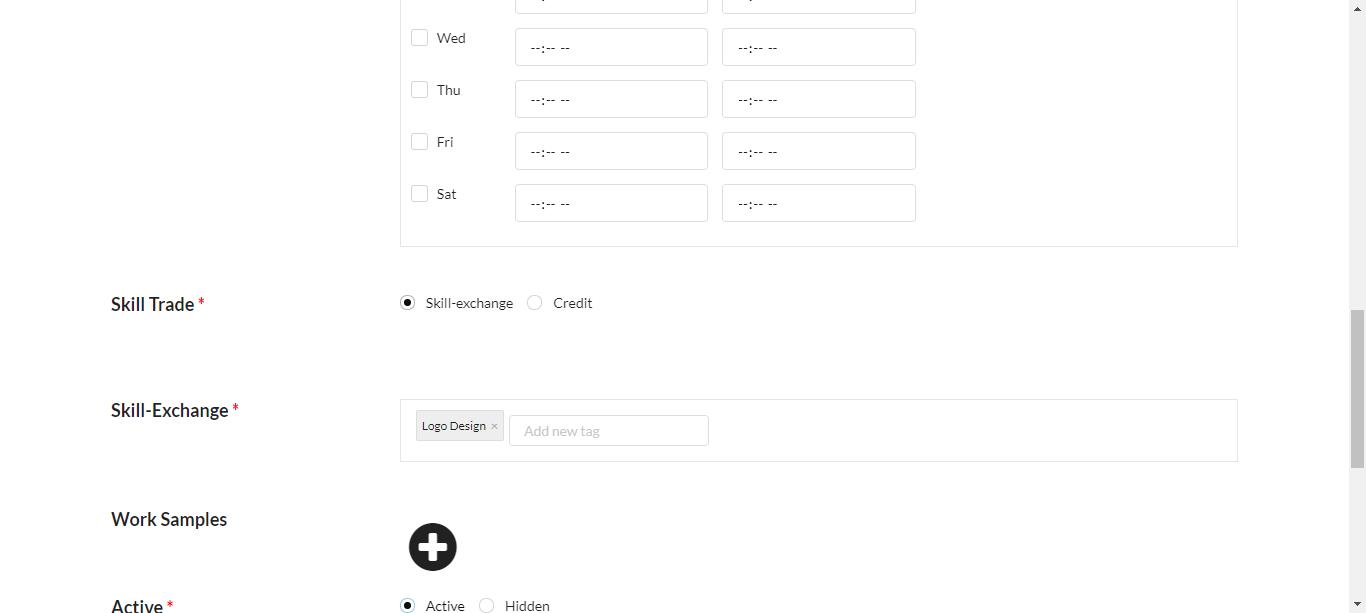 Wed --:-- -- --:-- --
Thu --:-- -- --:-- --
Fri --:-- -- --:-- --
Sat --:-- -- --:-- --
Skill Trade * Skill-exchange Credit
Skill-Exchange * Logo Design × Add new tag
Work Samples
Active * Active Hidden